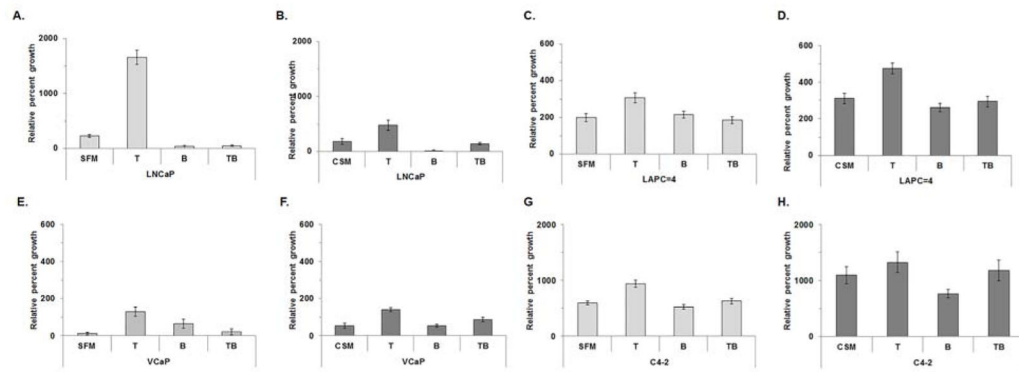 A.
Relative percent growth
2000
1000
0
SFM T B TB
LNCaP
B.
Relative percent growth
2000
1000
0
CSM T B TB
LNCaP
C.
Relative percent growth
600
400
200
0
SFM T B TB
LAPC=4
D.
Relative percent growth
600
400
200
0
CSM T B TB
LAPC=4
E.
Relative percent growth
600
400
200
0
SFM T B TB
VCaP
F.
Relative percent growth
600
400
200
0
CSM T B TB
VCaP
G
Relative percent growth
2000
1000
0
SFM T B TB
C4-2
H.
Relative percent growth
2000
1000
0
CSM T B TB
C4-2